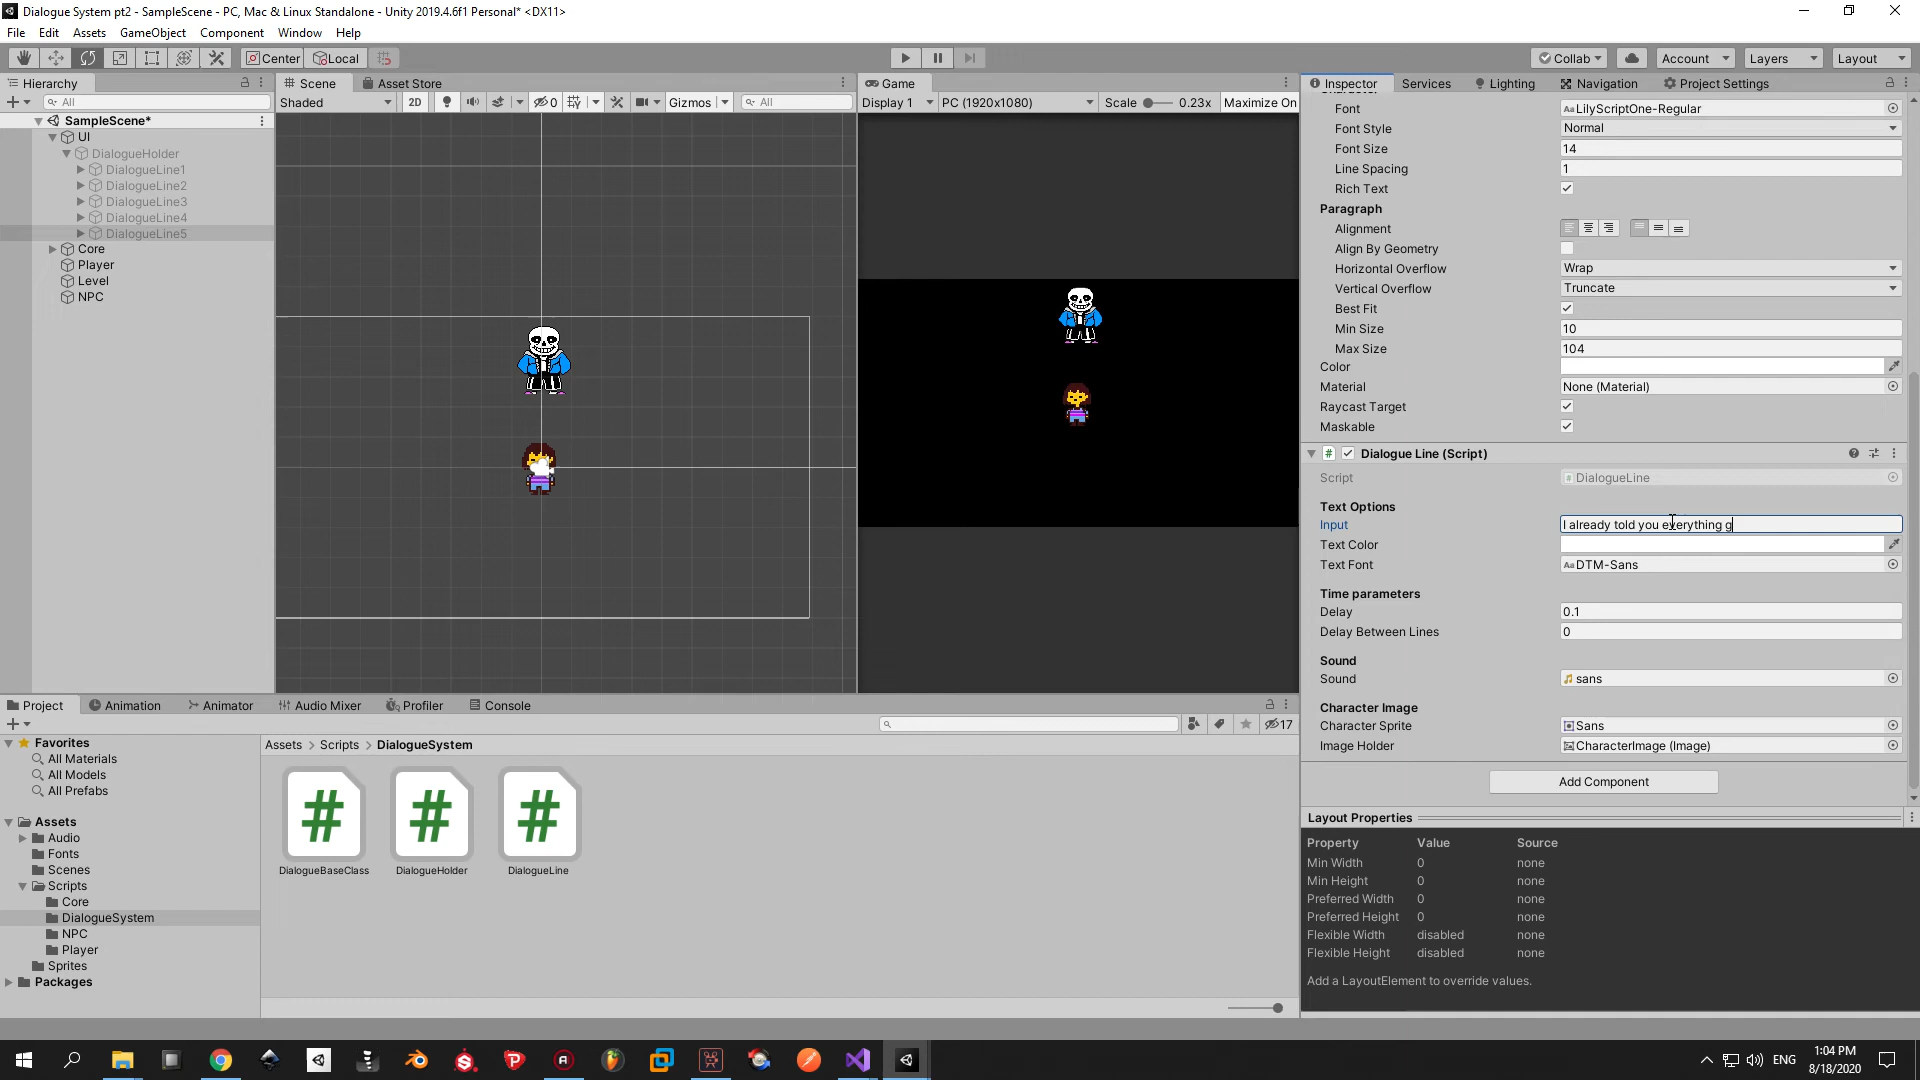 Dialogue System pt2 - SampleScene - PC, Mac & Linux Standalone - Unity 2019.4.6f1 Personal* <DX11>
File Edit Assets GameObject Component Window Help
Center Local Collab Account Layers Layout
Hierarchy Scene Asset Store Game Inspector Services Lighting Navigation Project Settings
All Shaded 2D 0 Gizmos All Display 1 PC (1920x1080) Scale 0.23x Maximize On
SampleScene*
UI
DialogueHolder
DialogueLine1
DialogueLine2
DialogueLine3
DialogueLine4
DialogueLine5
Core
Player
Level
NPC
Font LilyScriptOne-Regular
Font Style Normal
Font Size 14
Line Spacing 1
Rich Text
Paragraph
Alignment
Align By Geometry
Horizontal Overflow Wrap
Vertical Overflow Truncate
Best Fit
Min Size 10
Max Size 104
Color
Material None (Material)
Raycast Target
Maskable
# Dialogue Line (Script)
Script DialogueLine
Text Options
Input I already told you everything g
Text Color
Text Font Aa DTM-Sans
Time parameters
Delay 0.1
Delay Between Lines 0
Sound
Sound sans
Character Image
Character Sprite Sans
Image Holder CharacterImage (Image)
Add Component
Layout Properties
Property Value Source
Min Width 0 none
Min Height 0 none
Preferred Width 0 none
Preferred Height 0 none
Flexible Width disabled none
Flexible Height disabled none
Add a LayoutElement to override values.
Project Animation Animator Audio Mixer Profiler Console
17
Favorites
All Materials
All Models
All Prefabs
Assets
Audio
Fonts
Scenes
Scripts
Core
DialogueSystem
NPC
Player
Sprites
Packages
Assets > Scripts > DialogueSystem
# # #
DialogueBaseClass DialogueHolder DialogueLine
ENG
1:04 PM
8/18/2020